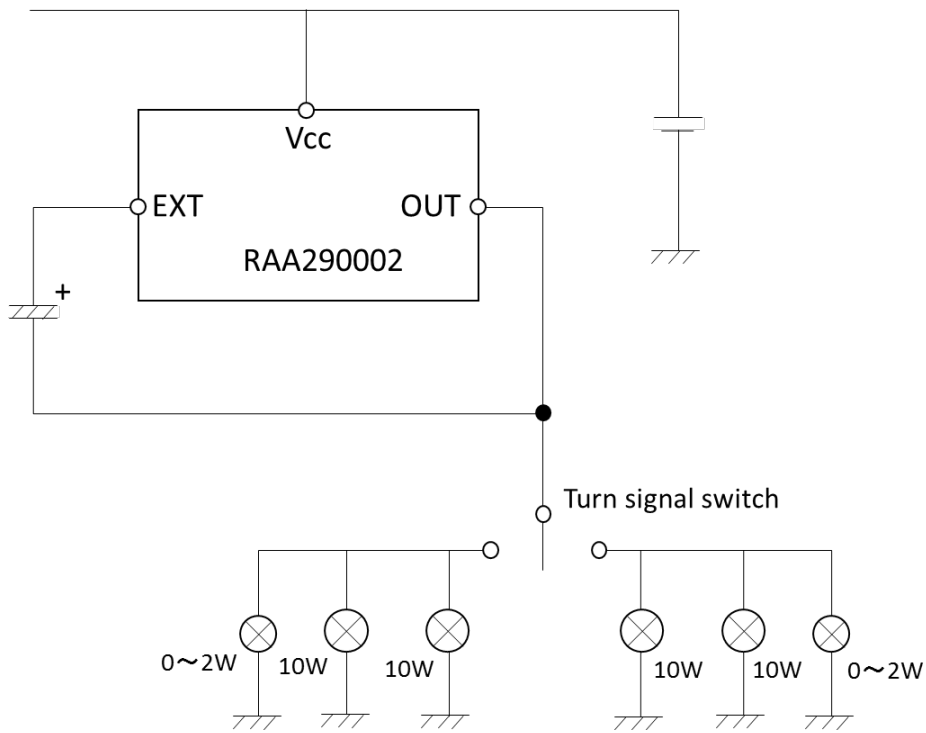 Vcc
EXT
OUT
RAA290002
+
Turn signal switch
0～2W
10W
10W
10W
10W
0～2W